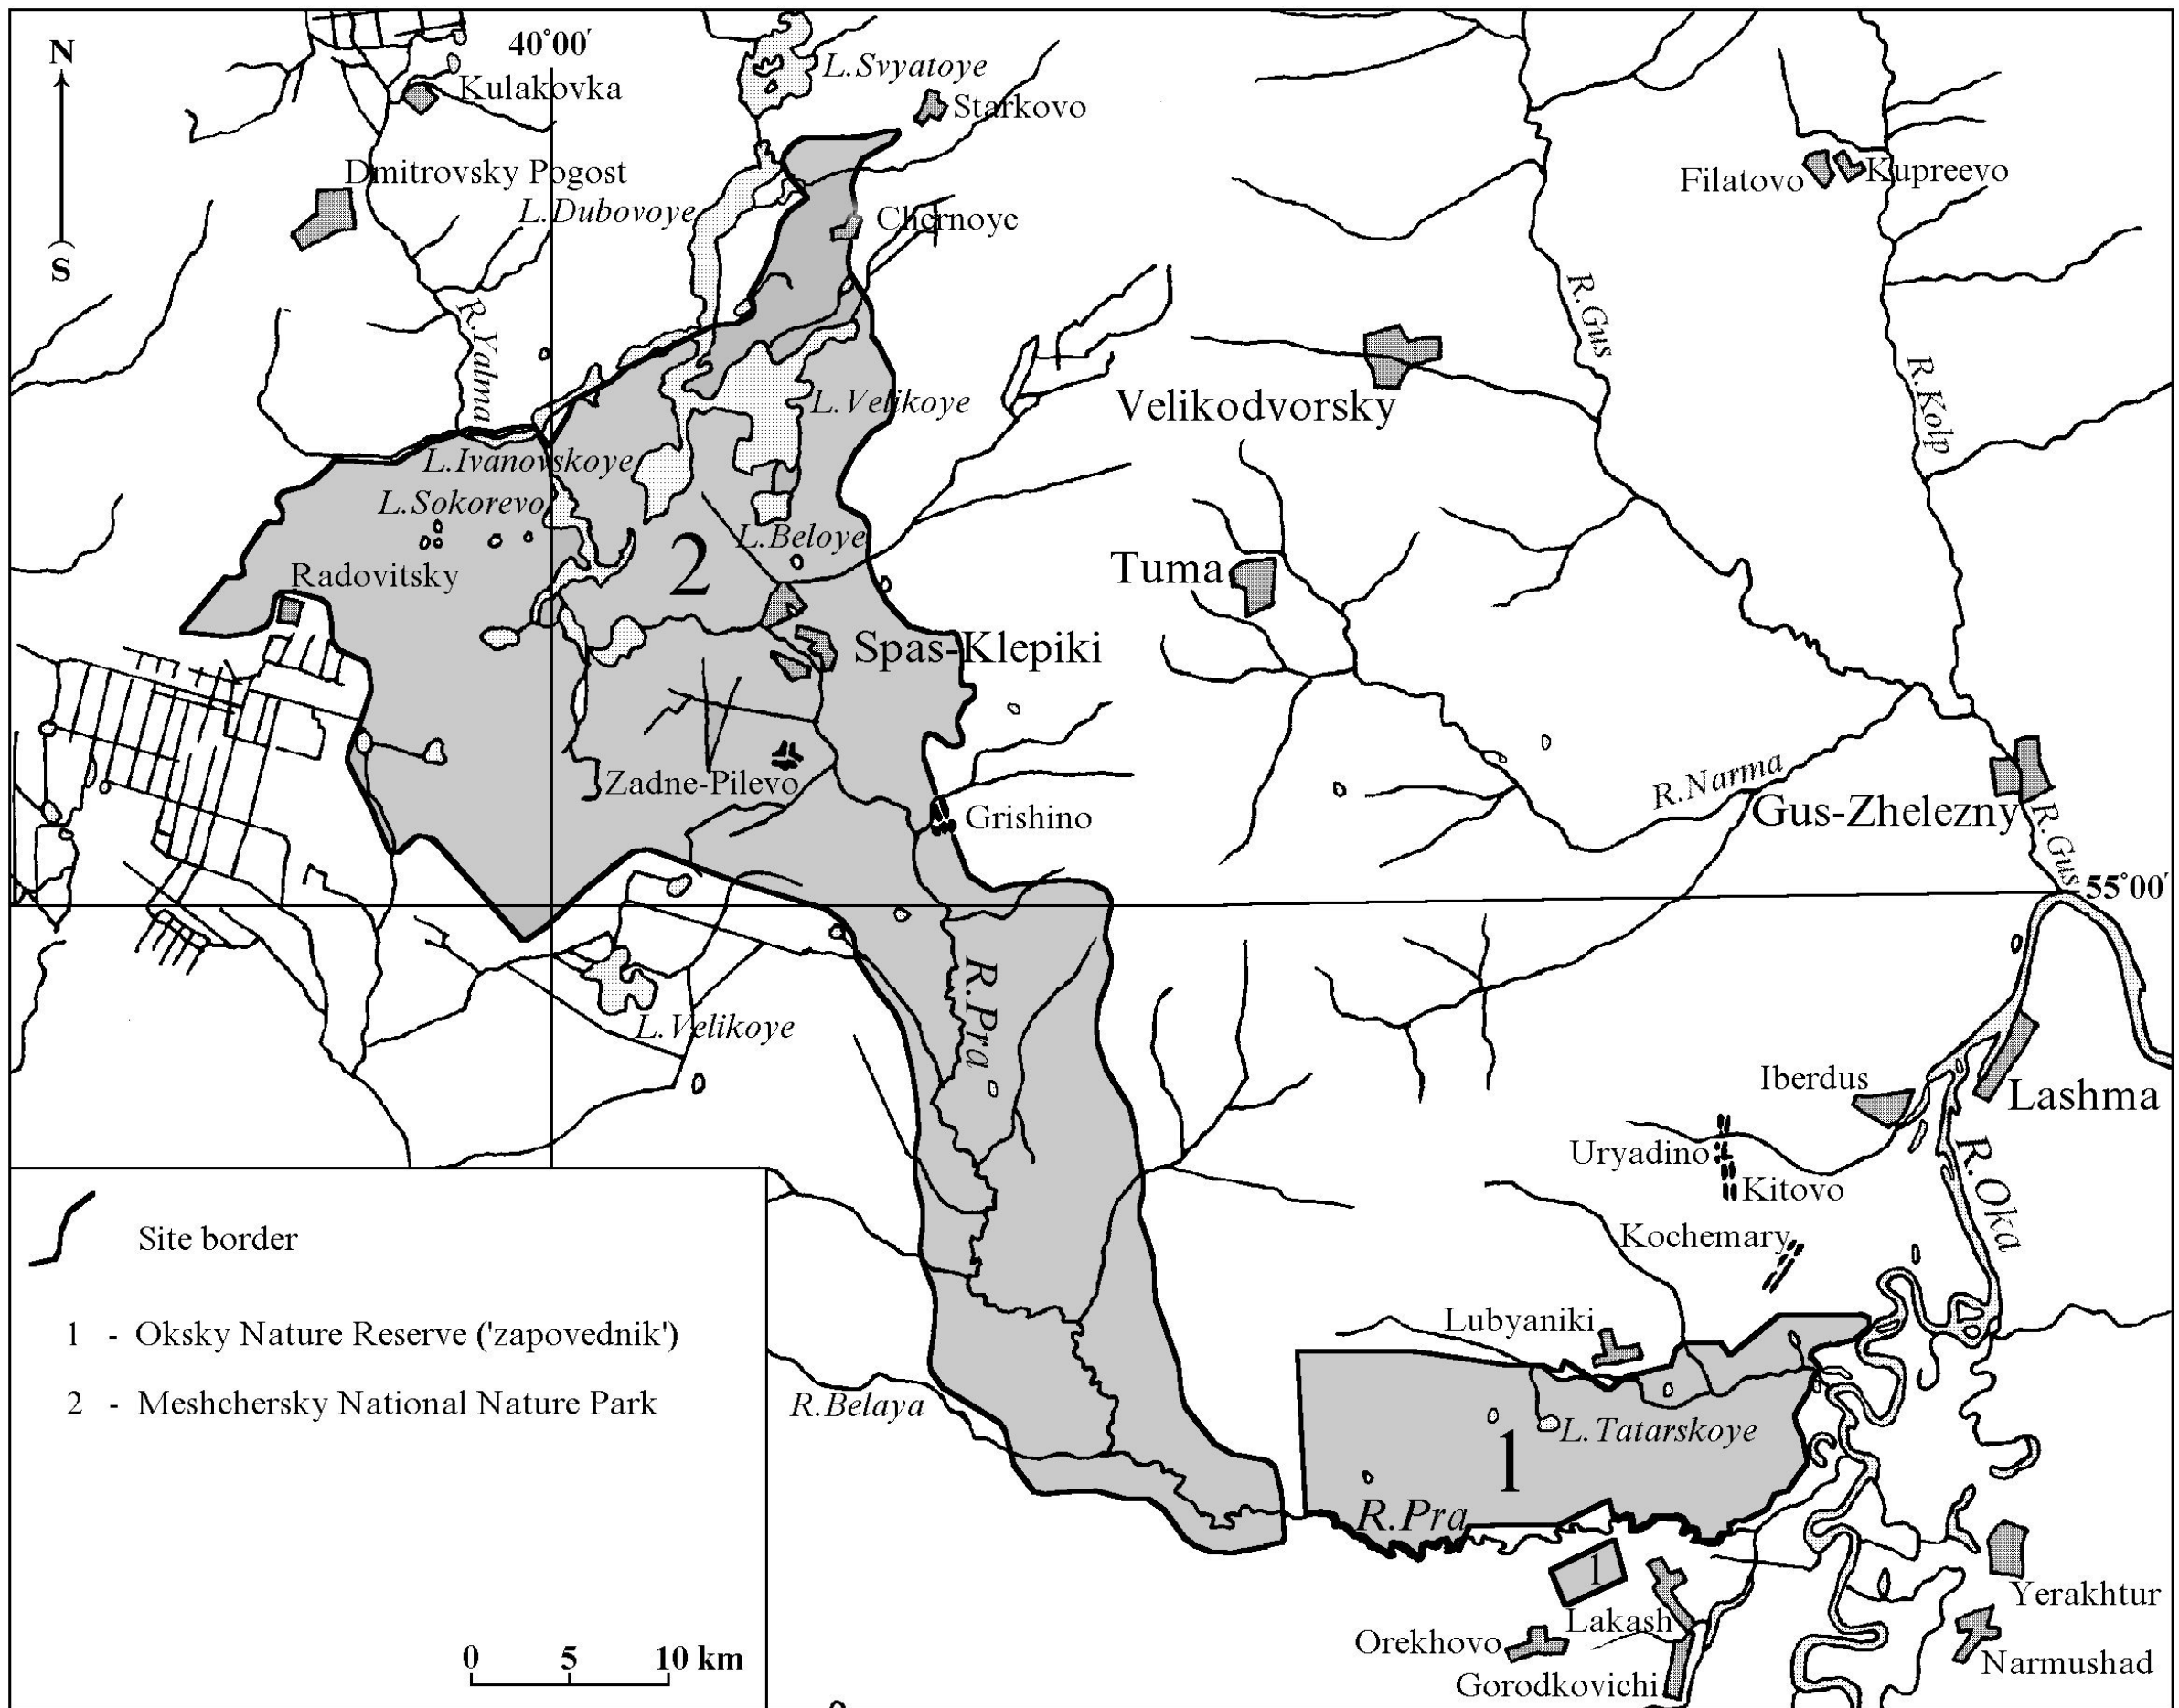 N
40°00′
L.Svyatoye
Kulakovka
Starkovo
Dmitrovsky Pogost
Filatovo
Kupreevo
L.Dubovoye
Chernoye
S
R.Yalma
R.Gus
R.Kolp
L.Velikoye
Velikodvorsky
L.Ivanovskoye
L.Sokorevo
L.Beloye
2
Radovitsky
Tuma
Spas-Klepiki
Zadne-Pilevo
R.Narma
Grishino
Gus-Zhelezny
R.Gus
55°00′
R.Pra
L.Velikoye
Iberdus
Lashma
Uryadino
Kitovo
R.Oka
Kochemary
Site border
Lubyaniki
1 - Oksky Nature Reserve ('zapovednik')
2 - Meshchersky National Nature Park
R.Belaya
L.Tatarskoye
1
R.Pra
1
Yerakhtur
Lakash
Orekhovo
Narmushad
Gorodkovichi
0 5 10 km